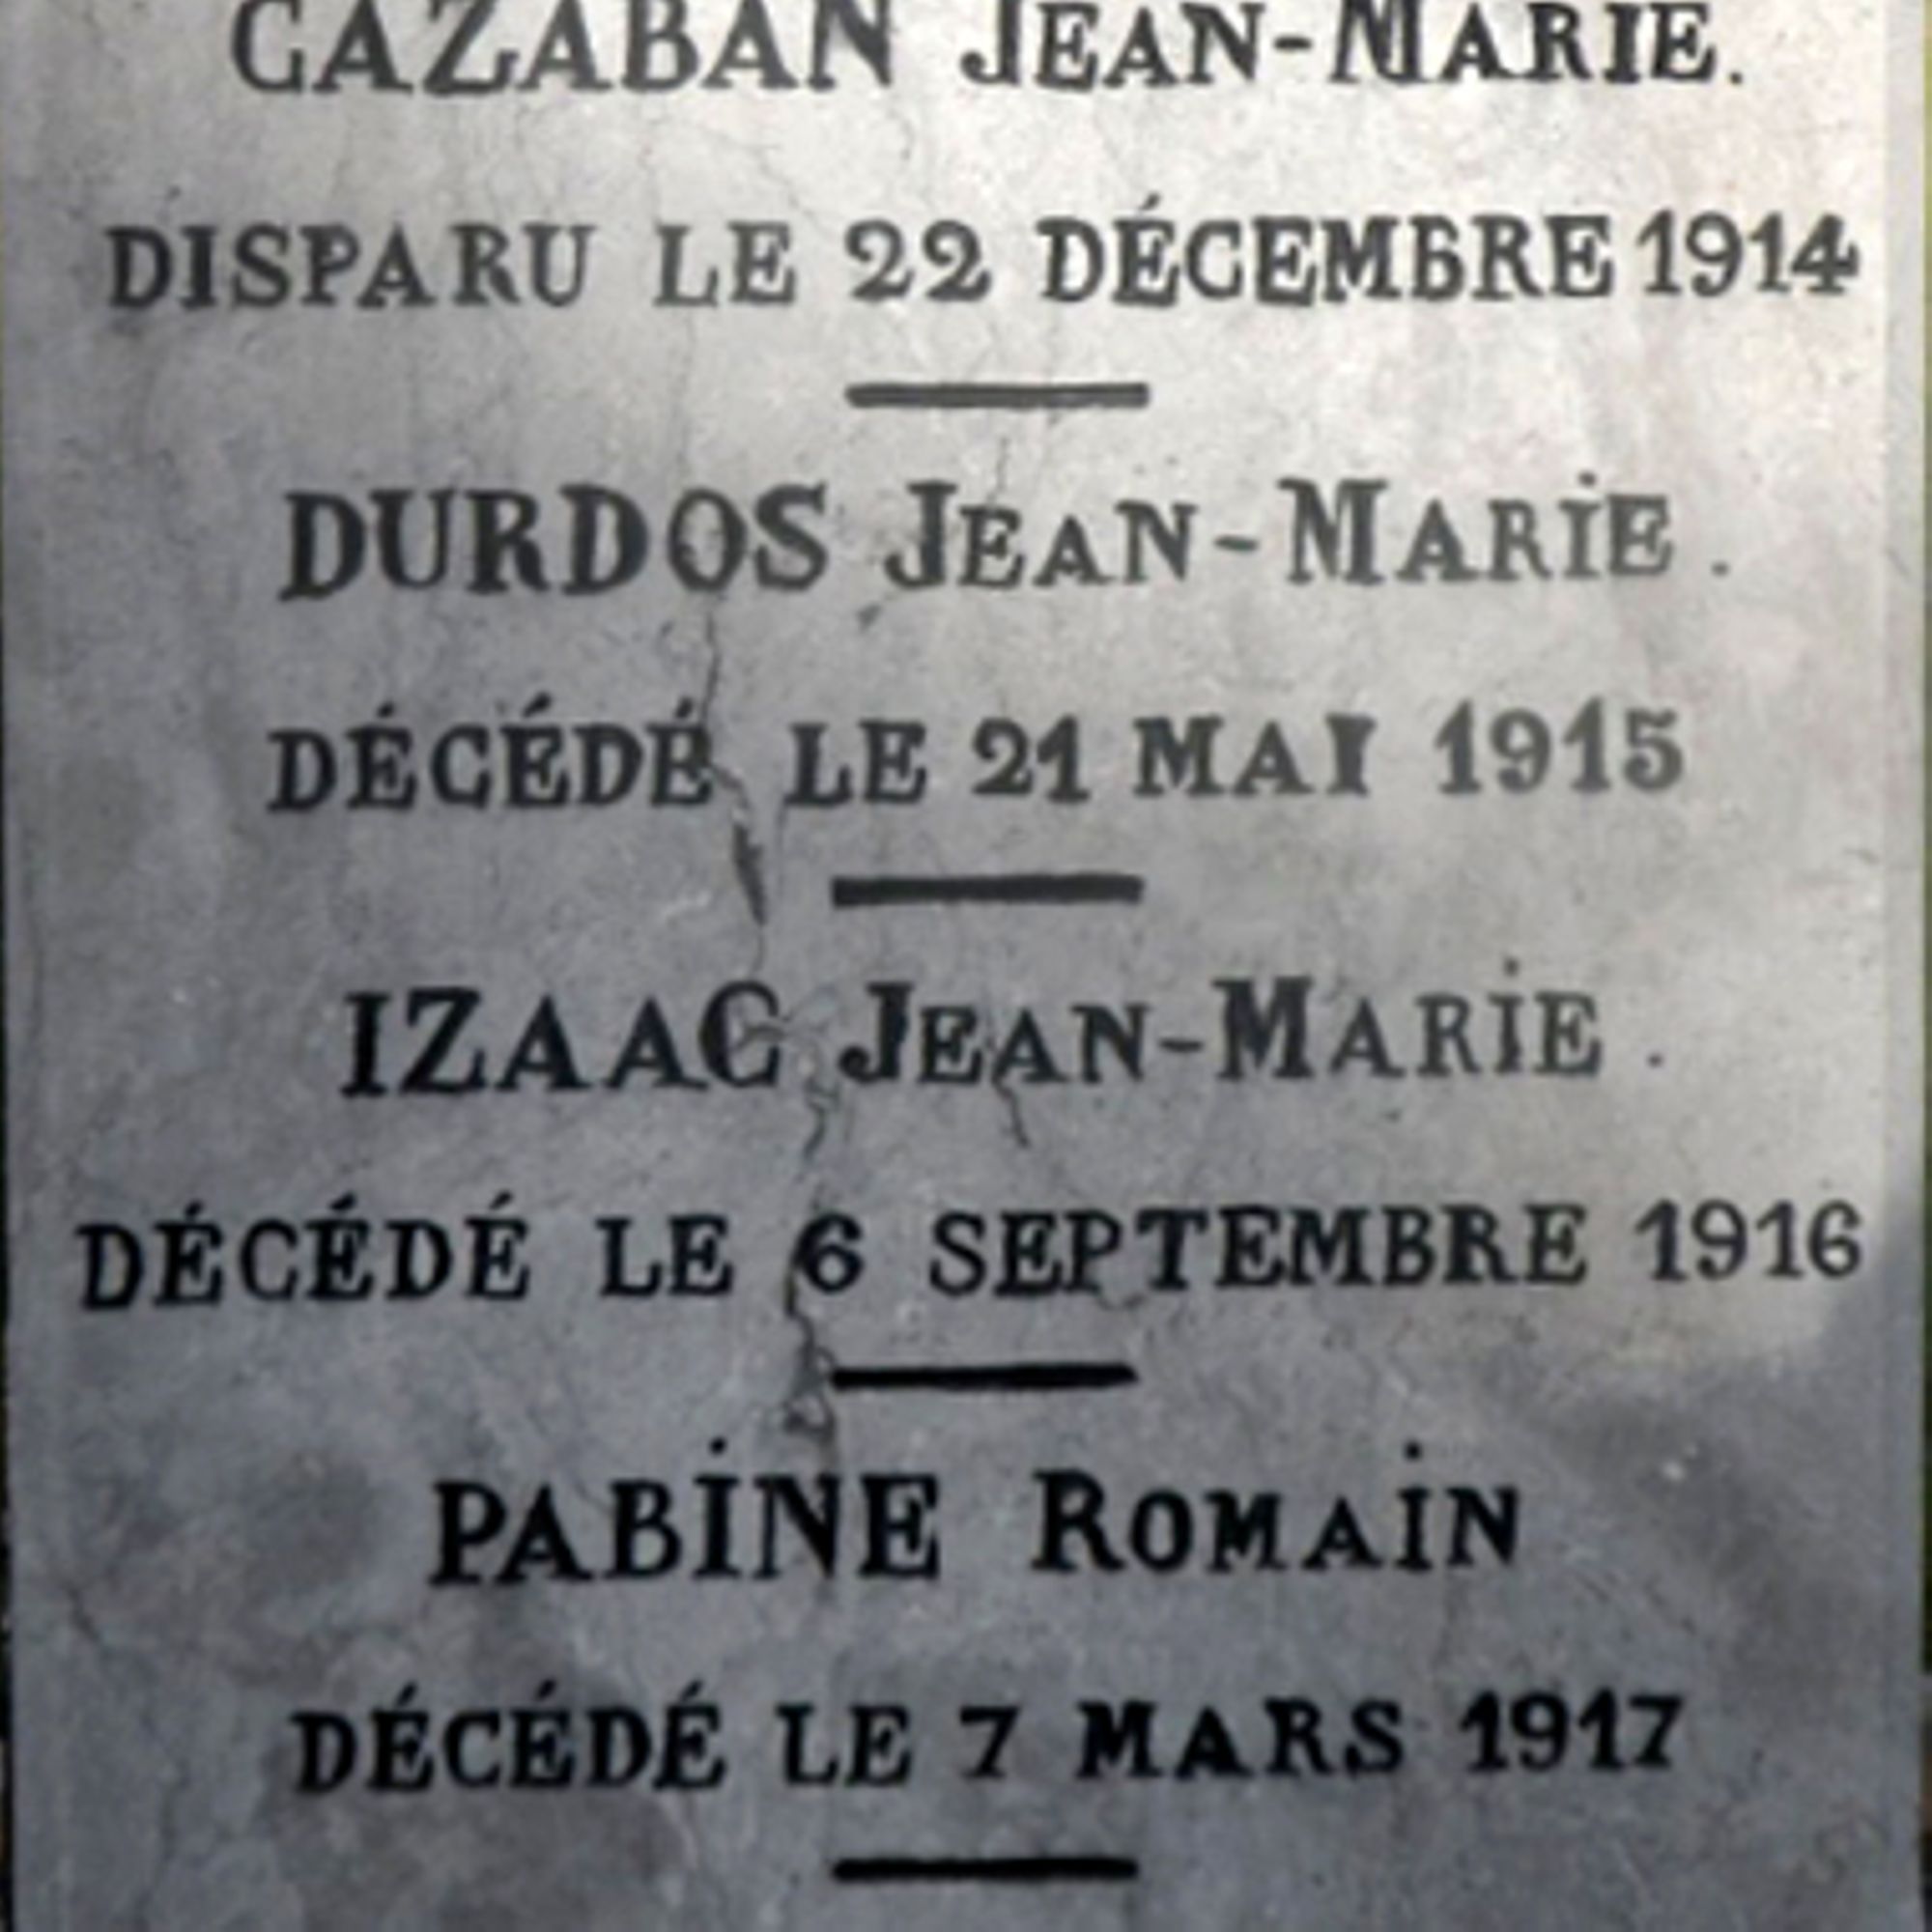 CAZABAN JEAN-MARIE.
DISPARU LE 22 DÉCEMBRE 1914
DURDOS JEAN-MARIE.
DÉCÉDÉ LE 21 MAI 1915
IZAAC JEAN-MARIE.
DÉCÉDÉ LE 6 SEPTEMBRE 1916
PABINE ROMAIN
DÉCÉDÉ LE 7 MARS 1917